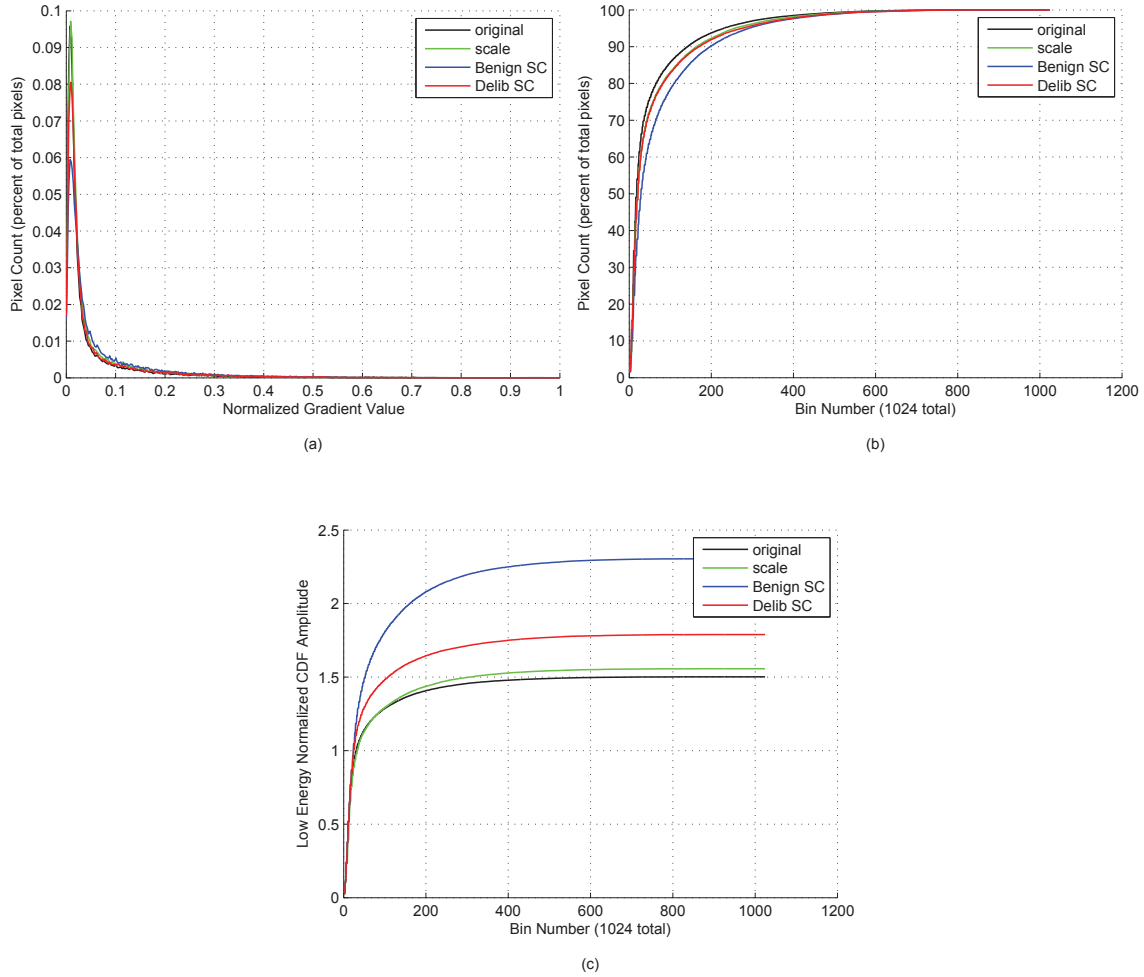 0.1
0.09
0.08
0.07
0.06
0.05
0.04
0.03
0.02
0.01
0
Pixel Count (percent of total pixels)
original
scale
Benign SC
Delib SC
0 0.1 0.2 0.3 0.4 0.5 0.6 0.7 0.8 0.9 1
Normalized Gradient Value
(a)
100
90
80
70
60
50
40
30
20
10
0
Pixel Count (percent of total pixels)
original
scale
Benign SC
Delib SC
0 200 400 600 800 1000 1200
Bin Number (1024 total)
(b)
2.5
2
1.5
1
0.5
0
Low Energy Normalized CDF Amplitude
original
scale
Benign SC
Delib SC
0 200 400 600 800 1000 1200
Bin Number (1024 total)
(c)